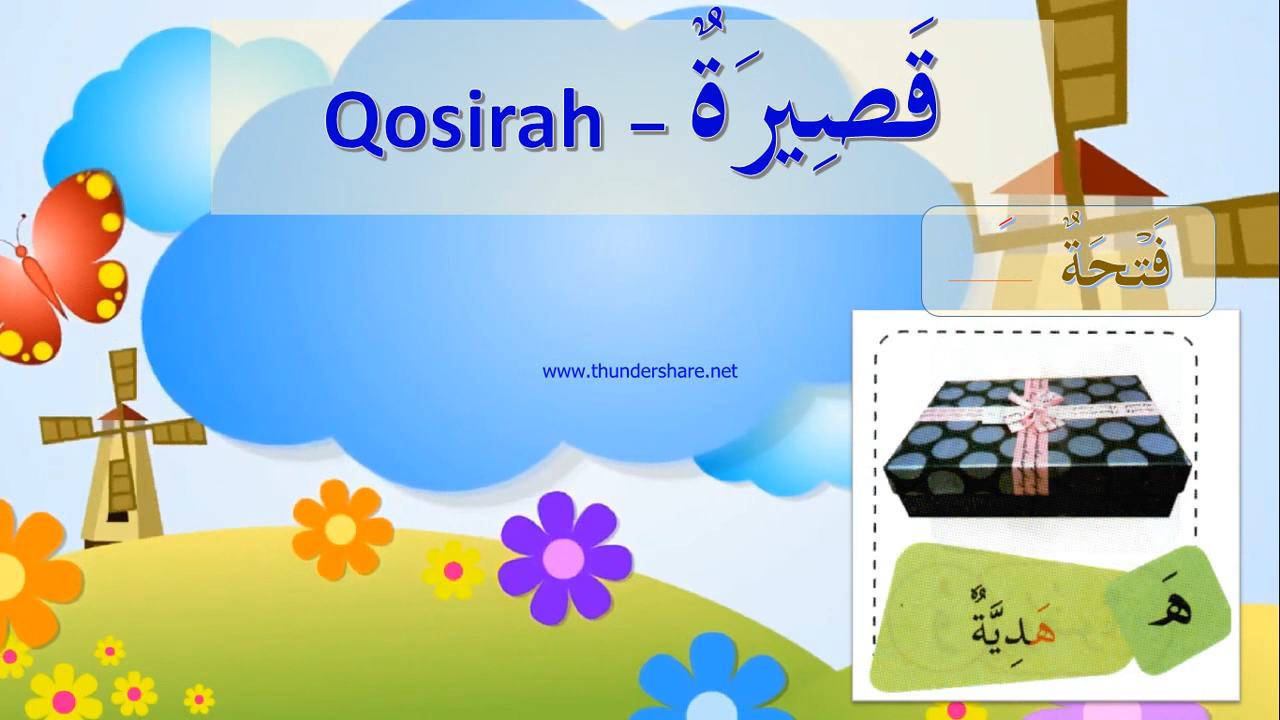 قَصِيرَةٌ – Qosirah
فَتْحَةٌ ـَ
www.thundershare.net
هَدِيَّةٌ هَ